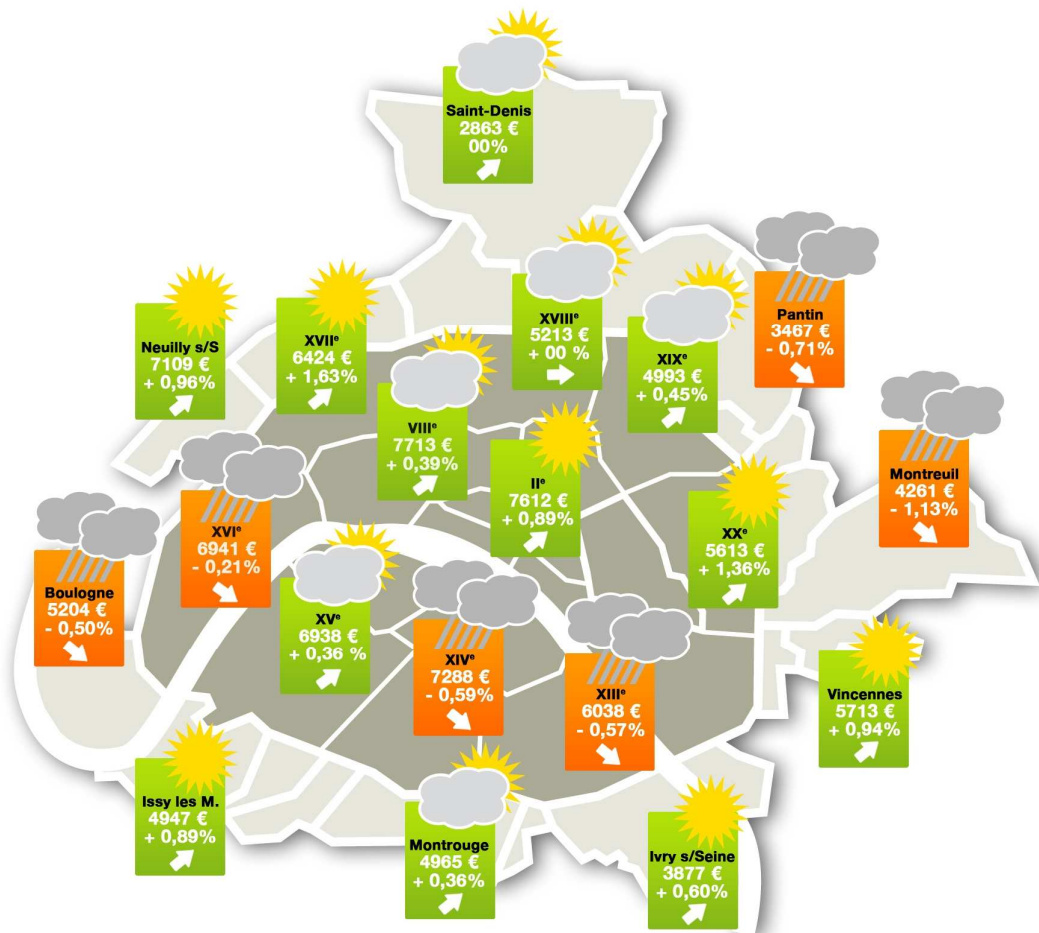 Saint-Denis
2863 €
00%
Pantin
3467 €
- 0,71%
XVIIIe
5213 €
+ 00 %
XIXe
4993 €
+ 0,45%
Neuilly s/S
7109 €
+ 0,96%
XVIIe
6424 €
+ 1,63%
VIIIe
7713 €
+ 0,39%
Montreuil
4261 €
- 1,13%
IIe
7612 €
+ 0,89%
XVIe
6941 €
- 0,21%
XXe
5613 €
+ 1,36%
Boulogne
5204 €
- 0,50%
XVe
6938 €
+ 0,36 %
XIVe
7288 €
- 0,59%
XIIIe
6038 €
- 0,57%
Vincennes
5713 €
+ 0,94%
Issy les M.
4947 €
+ 0,89%
Montrouge
4965 €
+ 0,36%
Ivry s/Seine
3877 €
+ 0,60%